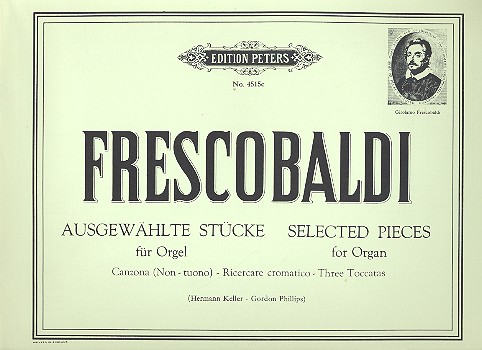 EDITION PETERS
No. 4515c
Girolamo Frescobaldi
FRESCOBALDI
AUSGEWÄHLTE STÜCKE SELECTED PIECES
für Orgel for Organ
Canzona (Non-tuono) - Ricercare cromatico - Three Toccatas
(Hermann Keller - Gordon Phillips)